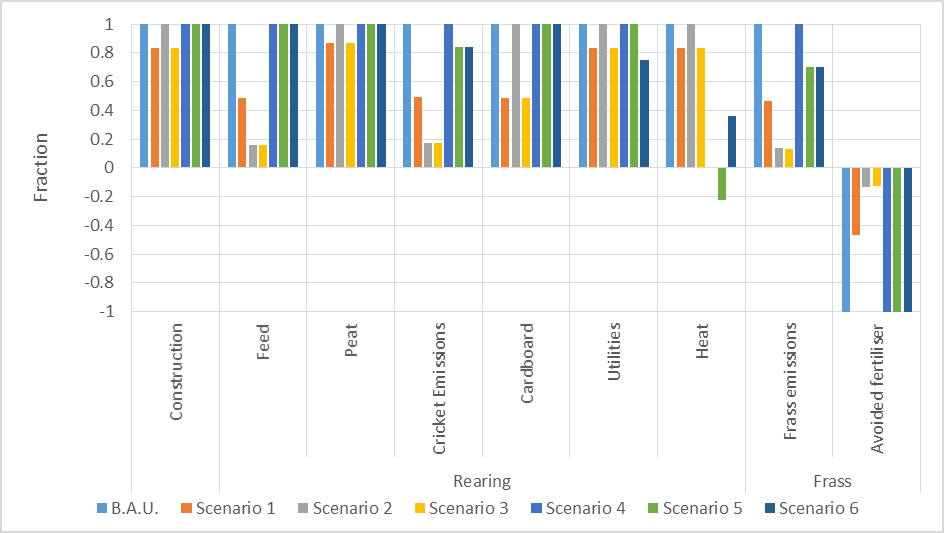 1
0.8
0.6
0.4
0.2
0
-0.2
-0.4
-0.6
-0.8
-1
Fraction
Construction
Feed
Peat
Cricket Emissions
Cardboard
Utilities
Heat
Frass emissions
Avoided fertiliser
Rearing
Frass
B.A.U.
Scenario 1
Scenario 2
Scenario 3
Scenario 4
Scenario 5
Scenario 6